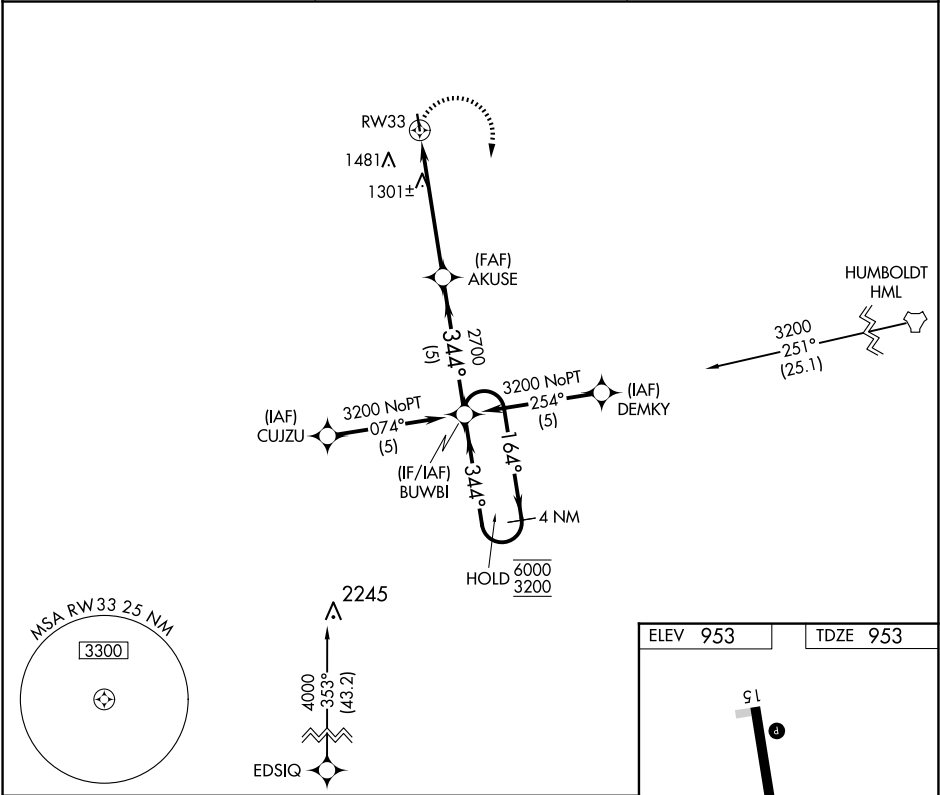 RW33
1481
1301±
(FAF)
AKUSE
HUMBOLDT
HML
3200
251°
(25.1)
2700
344°
(5)
3200 NoPT
254°
(5)
(IAF)
DEMKY
(IAF)
CUJZU
3200 NoPT
074°
(5)
(IF/IAF)
BUWBI
344°
164°
4 NM
HOLD 6000
3200
MSA RW33 25 NM
3300
2245
4000
353°
(43.2)
EDSIQ
ELEV 953
TDZE 953
15
P